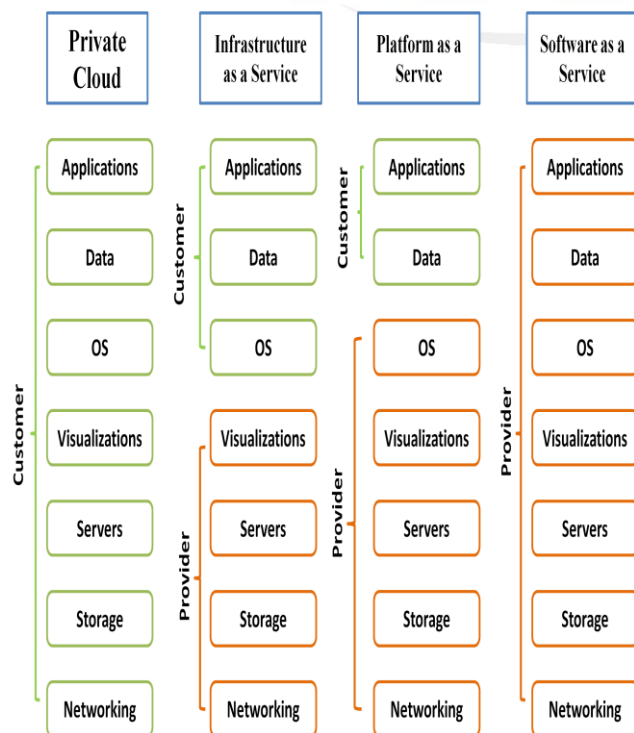 Private
Cloud
Infrastructure
as a Service
Platform as a
Service
Software as a
Service
Applications
Applications
Applications
Applications
Data
Data
Data
Data
OS
OS
OS
OS
Visualizations
Visualizations
Visualizations
Visualizations
Servers
Servers
Servers
Servers
Storage
Storage
Storage
Storage
Networking
Networking
Networking
Networking
Customer
Customer
Provider
Customer
Provider
Provider